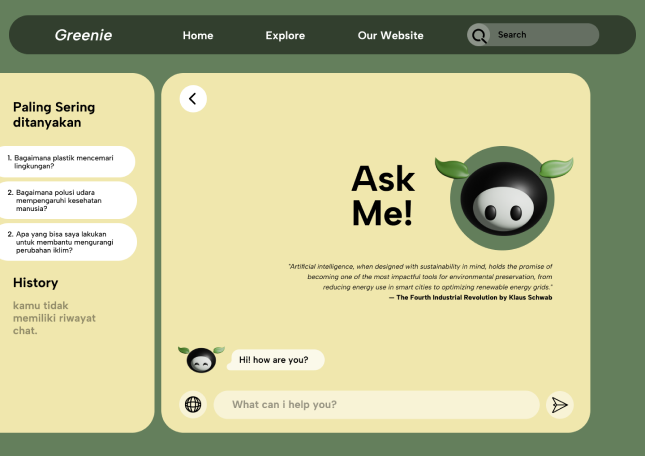 Greenie
Home
Explore
Our Website
Search
Paling Sering
ditanyakan
1. Bagaimana plastik mencemari
lingkungan?
2. Bagaimana polusi udara
mempengaruhi kesehatan
manusia?
2. Apa yang bisa saya lakukan
untuk membantu mengurangi
perubahan iklim?
History
kamu tidak
memiliki riwayat
chat.
Ask
Me!
"Artificial intelligence, when designed with sustainability in mind, holds the promise of
becoming one of the most impactful tools for environmental preservation, from
reducing energy use in smart cities to optimizing renewable energy grids."
— The Fourth Industrial Revolution by Klaus Schwab
Hi! how are you?
What can i help you?